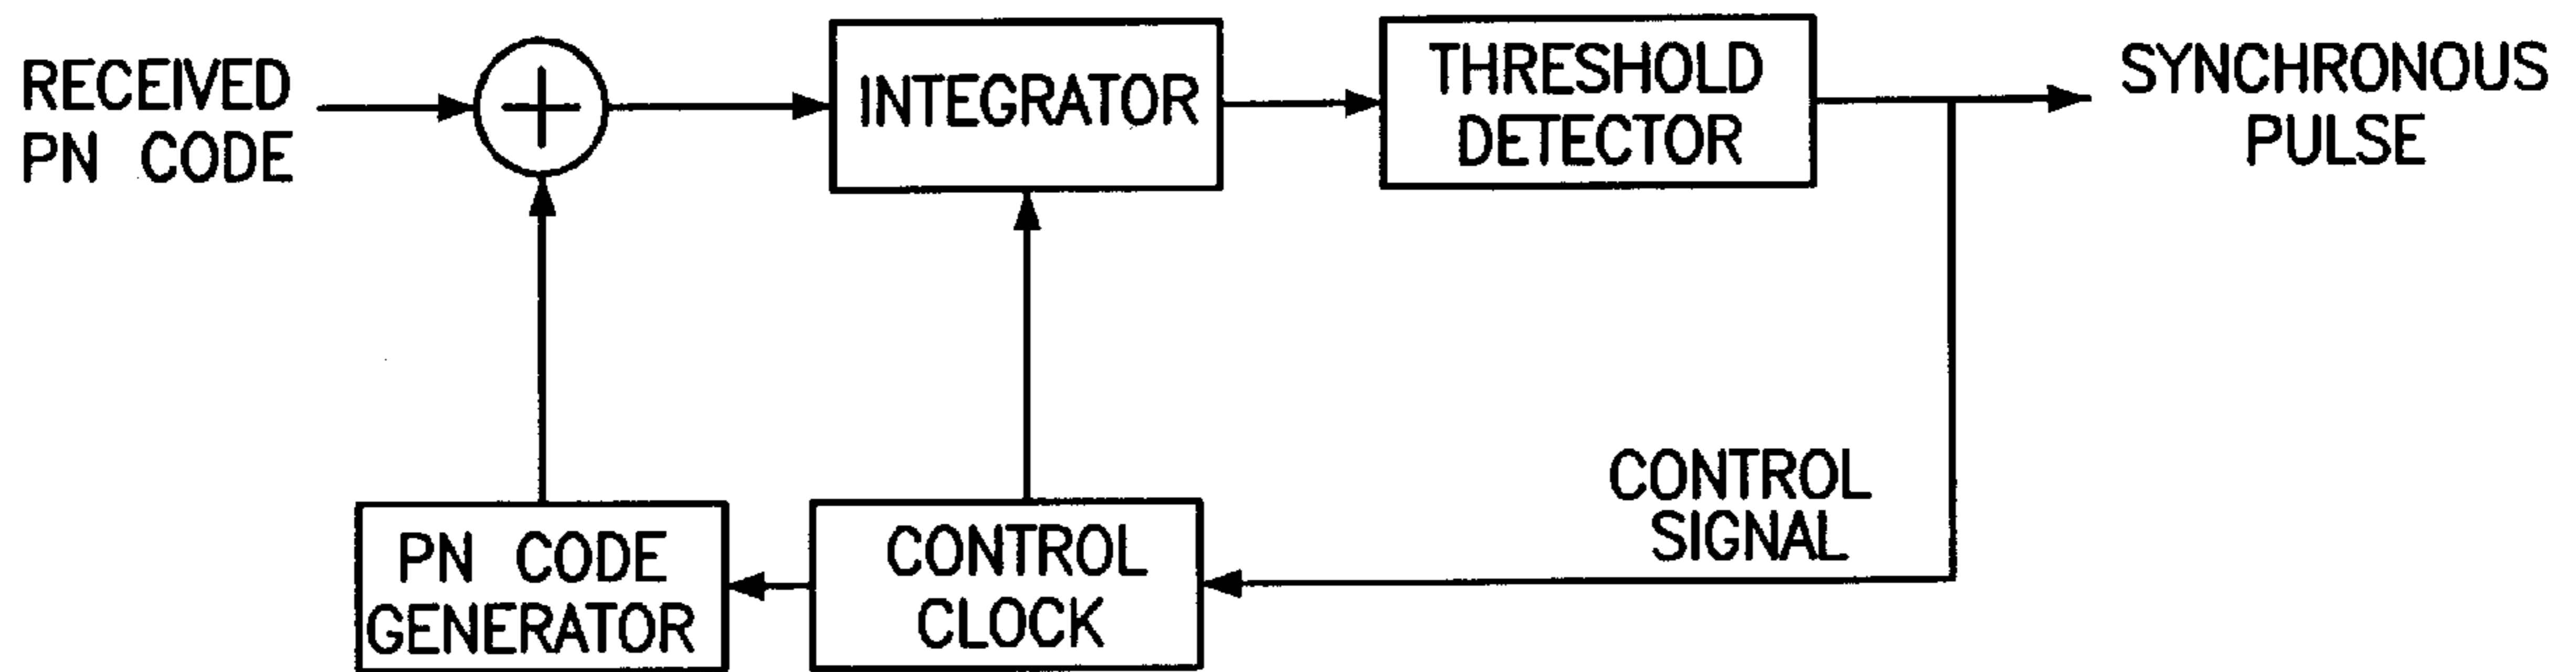 RECEIVED
PN CODE
INTEGRATOR
THRESHOLD
DETECTOR
SYNCHRONOUS
PULSE
PN CODE
GENERATOR
CONTROL
CLOCK
CONTROL
SIGNAL